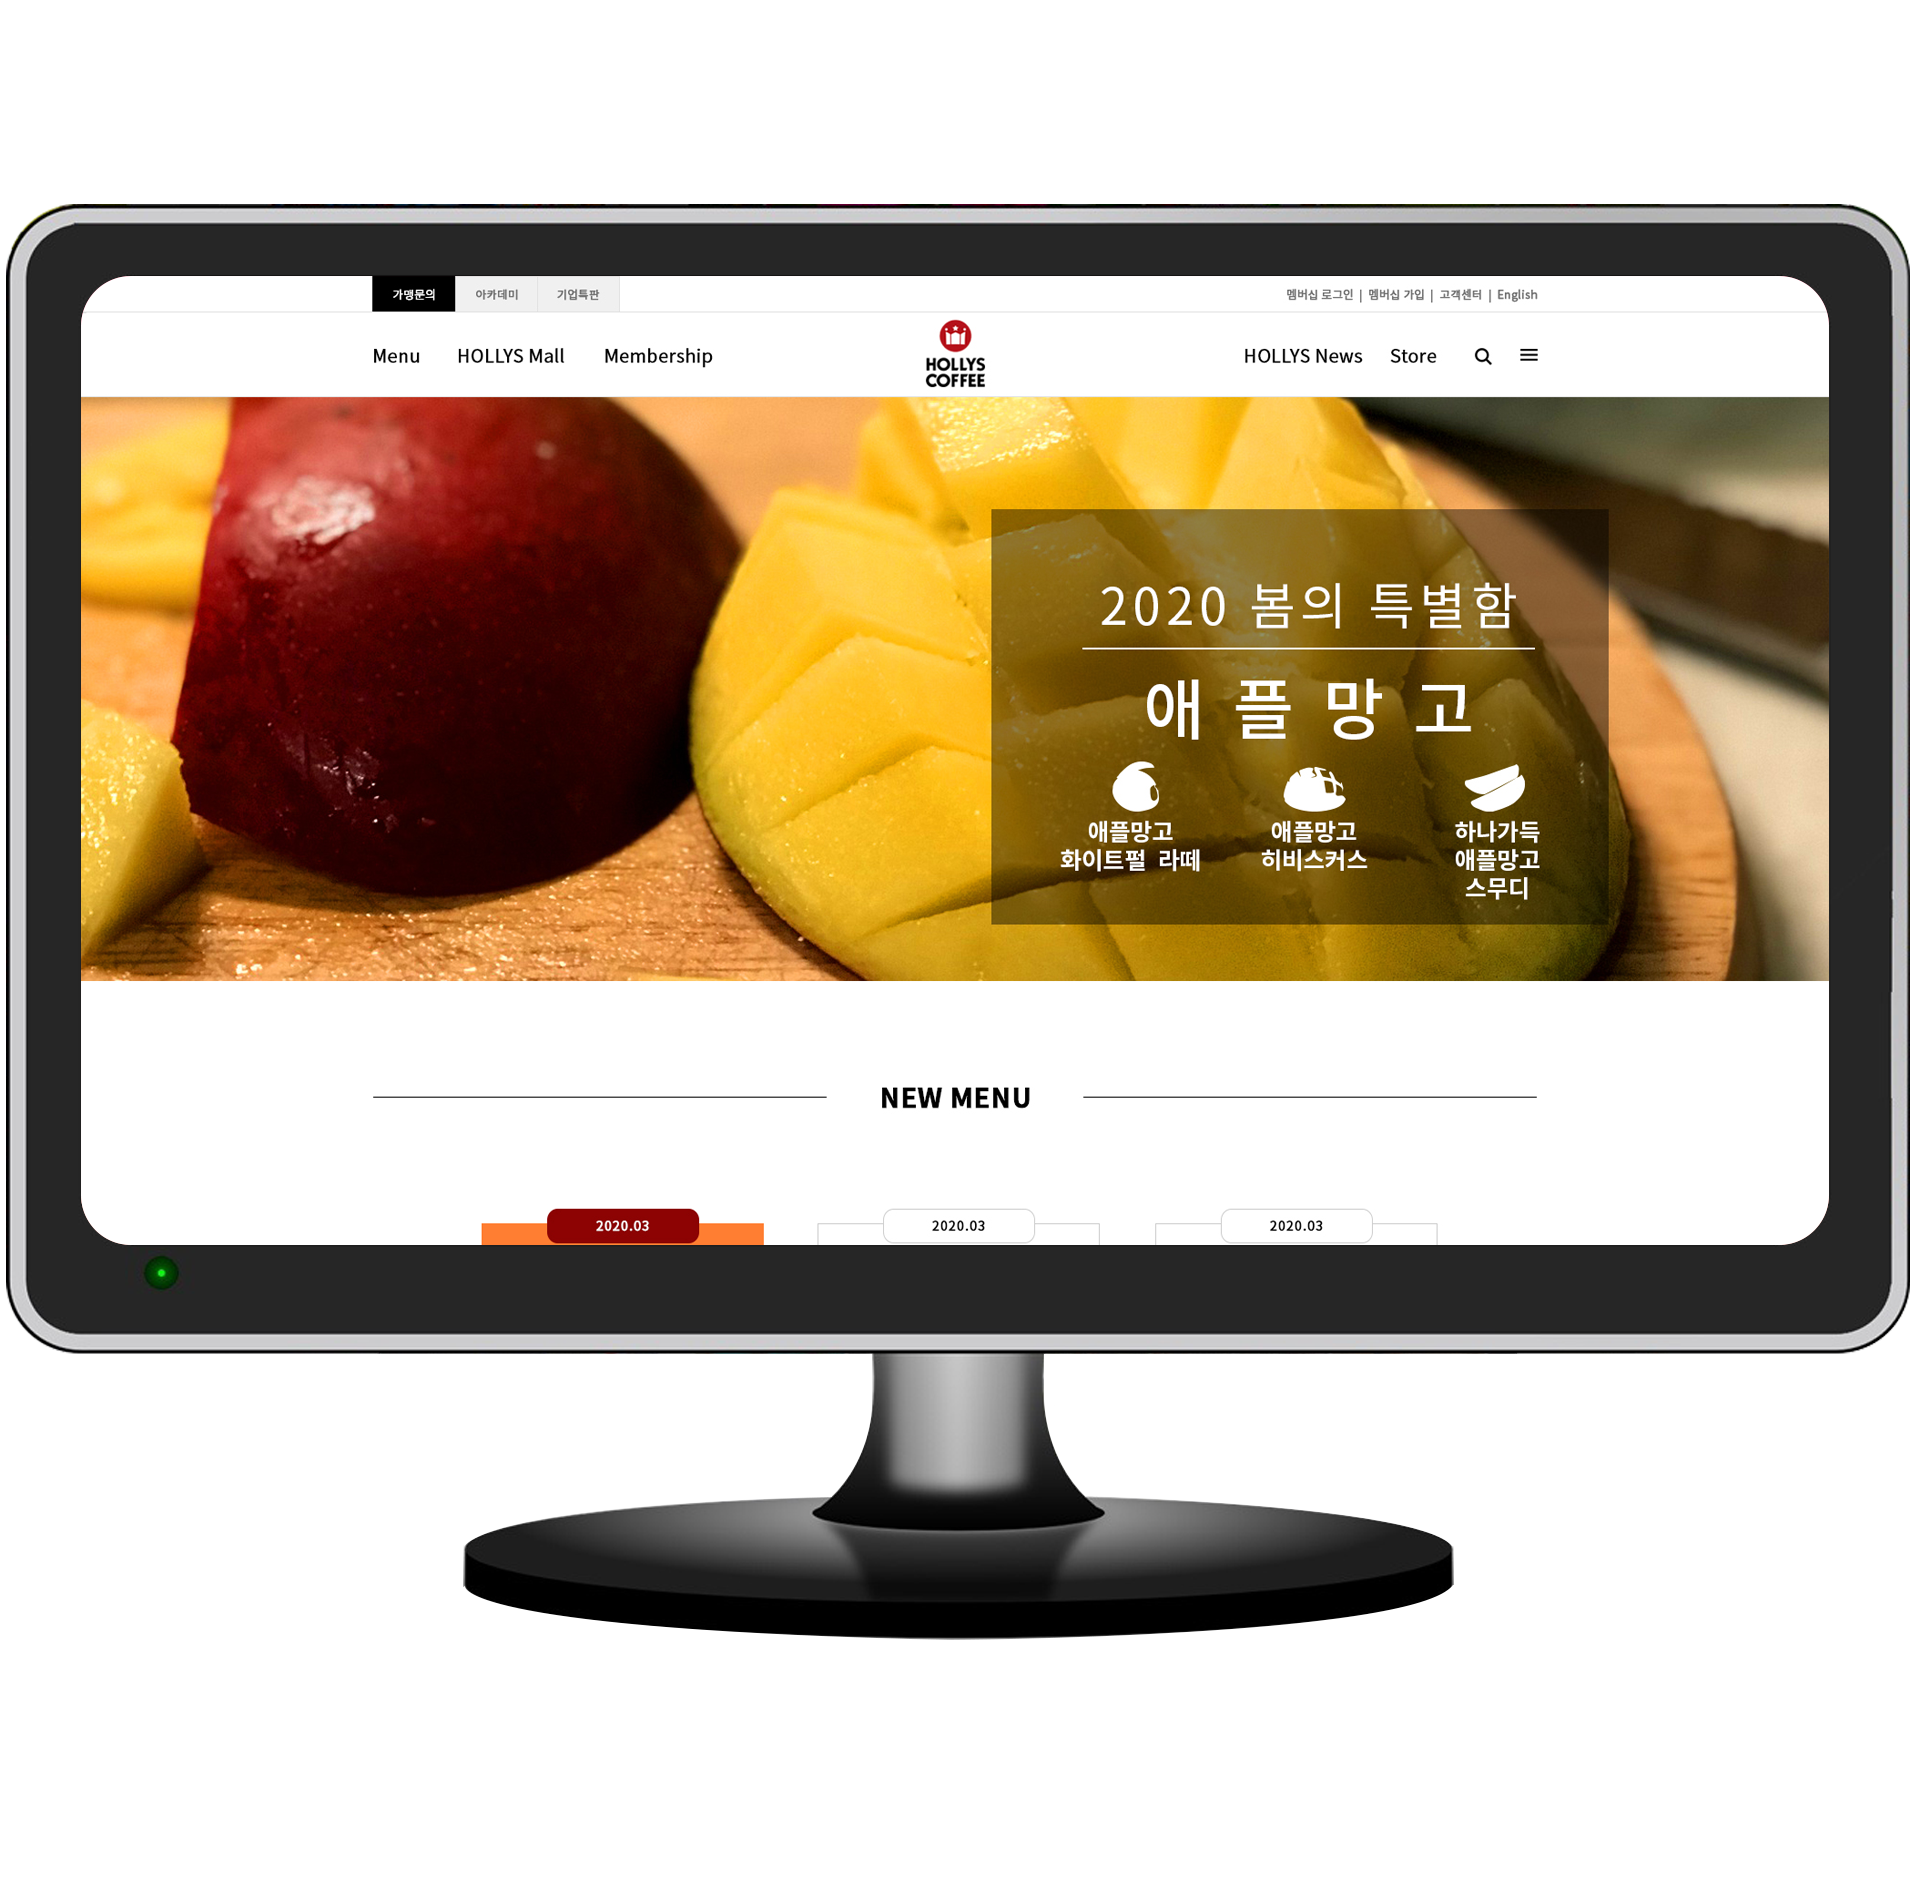 가맹문의 아카데미 기업특판 멤버십 로그인 | 멤버십 가입 | 고객센터 | English
Menu HOLLYS Mall Membership HOLLYS News Store
HOLLYS
COFFEE
2020 봄의 특별함
애플망고
애플망고
화이트펄 라떼
애플망고
히비스커스
하나가득
애플망고
스무디
NEW MENU
2020.03 2020.03 2020.03